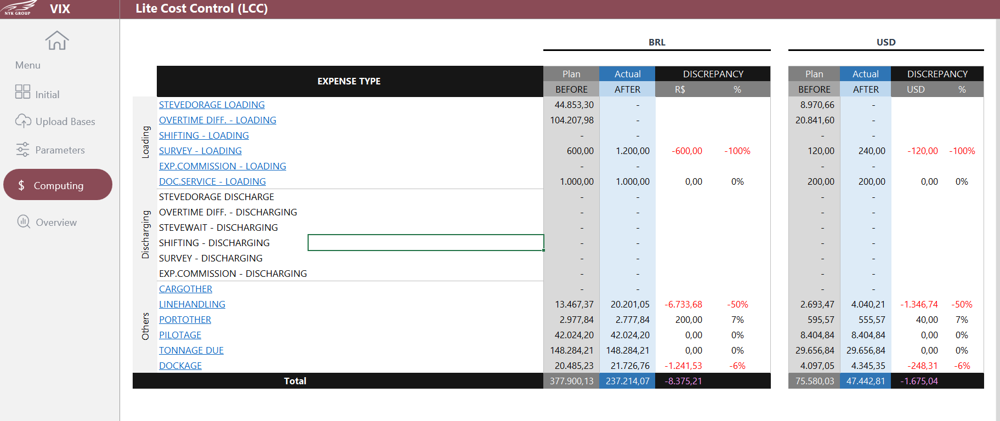 NYK GROUP
VIX
Lite Cost Control (LCC)
Menu
Initial
Upload Bases
Parameters
$ Computing
Overview
BRL USD
EXPENSE TYPE Plan Actual DISCREPANCY Plan Actual DISCREPANCY
BEFORE AFTER R$ % BEFORE AFTER USD %
Loading
STEVEDORAGE LOADING 44.853,30 - 8.970,66 -
OVERTIME DIFF. - LOADING 104.207,98 - 20.841,60 -
SHIFTING - LOADING - - - -
SURVEY - LOADING 600,00 1.200,00 -600,00 -100% 120,00 240,00 -120,00 -100%
EXP.COMMISSION - LOADING - - - -
DOC.SERVICE - LOADING 1.000,00 1.000,00 0,00 0% 200,00 200,00 0,00 0%
Discharging
STEVEDORAGE DISCHARGE - - - -
OVERTIME DIFF. - DISCHARGING - - - -
STEVEWAIT - DISCHARGING - - - -
SHIFTING - DISCHARGING - - - -
SURVEY - DISCHARGING - - - -
EXP.COMMISSION - DISCHARGING - - - -
Others
CARGOTHER - - - -
LINEHANDLING 13.467,37 20.201,05 -6.733,68 -50% 2.693,47 4.040,21 -1.346,74 -50%
PORTOTHER 2.977,84 2.777,84 200,00 7% 595,57 555,57 40,00 7%
PILOTAGE 42.024,20 42.024,20 0,00 0% 8.404,84 8.404,84 0,00 0%
TONNAGE DUE 148.284,21 148.284,21 0,00 0% 29.656,84 29.656,84 0,00 0%
DOCKAGE 20.485,23 21.726,76 -1.241,53 -6% 4.097,05 4.345,35 -248,31 -6%
Total 377.900,13 237.214,07 -8.375,21 75.580,03 47.442,81 -1.675,04